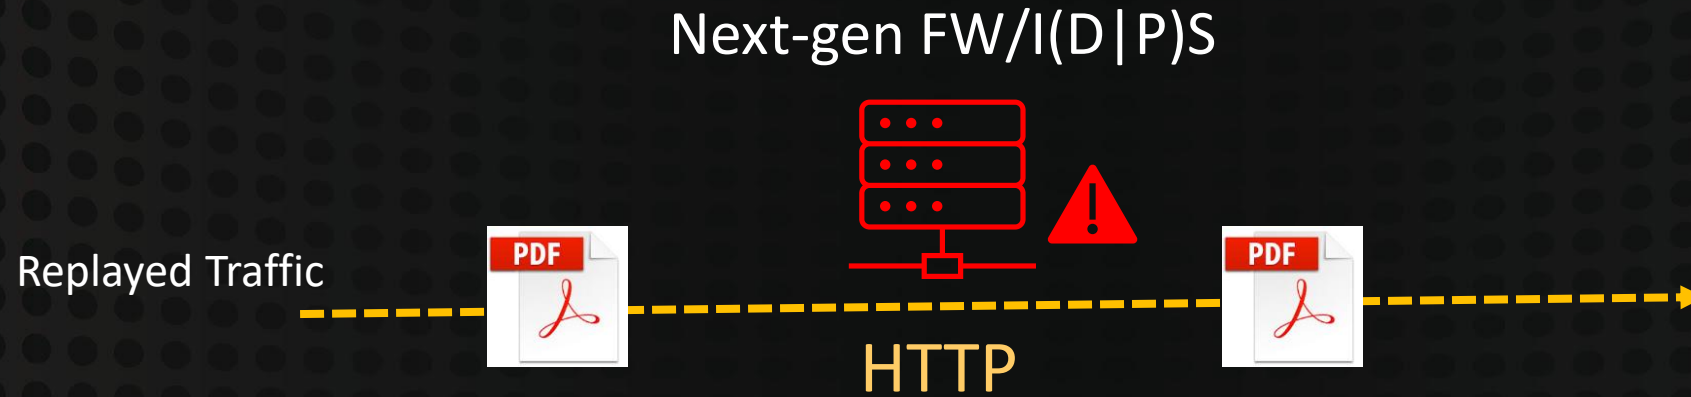 Next-gen FW/I(D|P)S
Replayed Traffic
PDF
PDF
HTTP